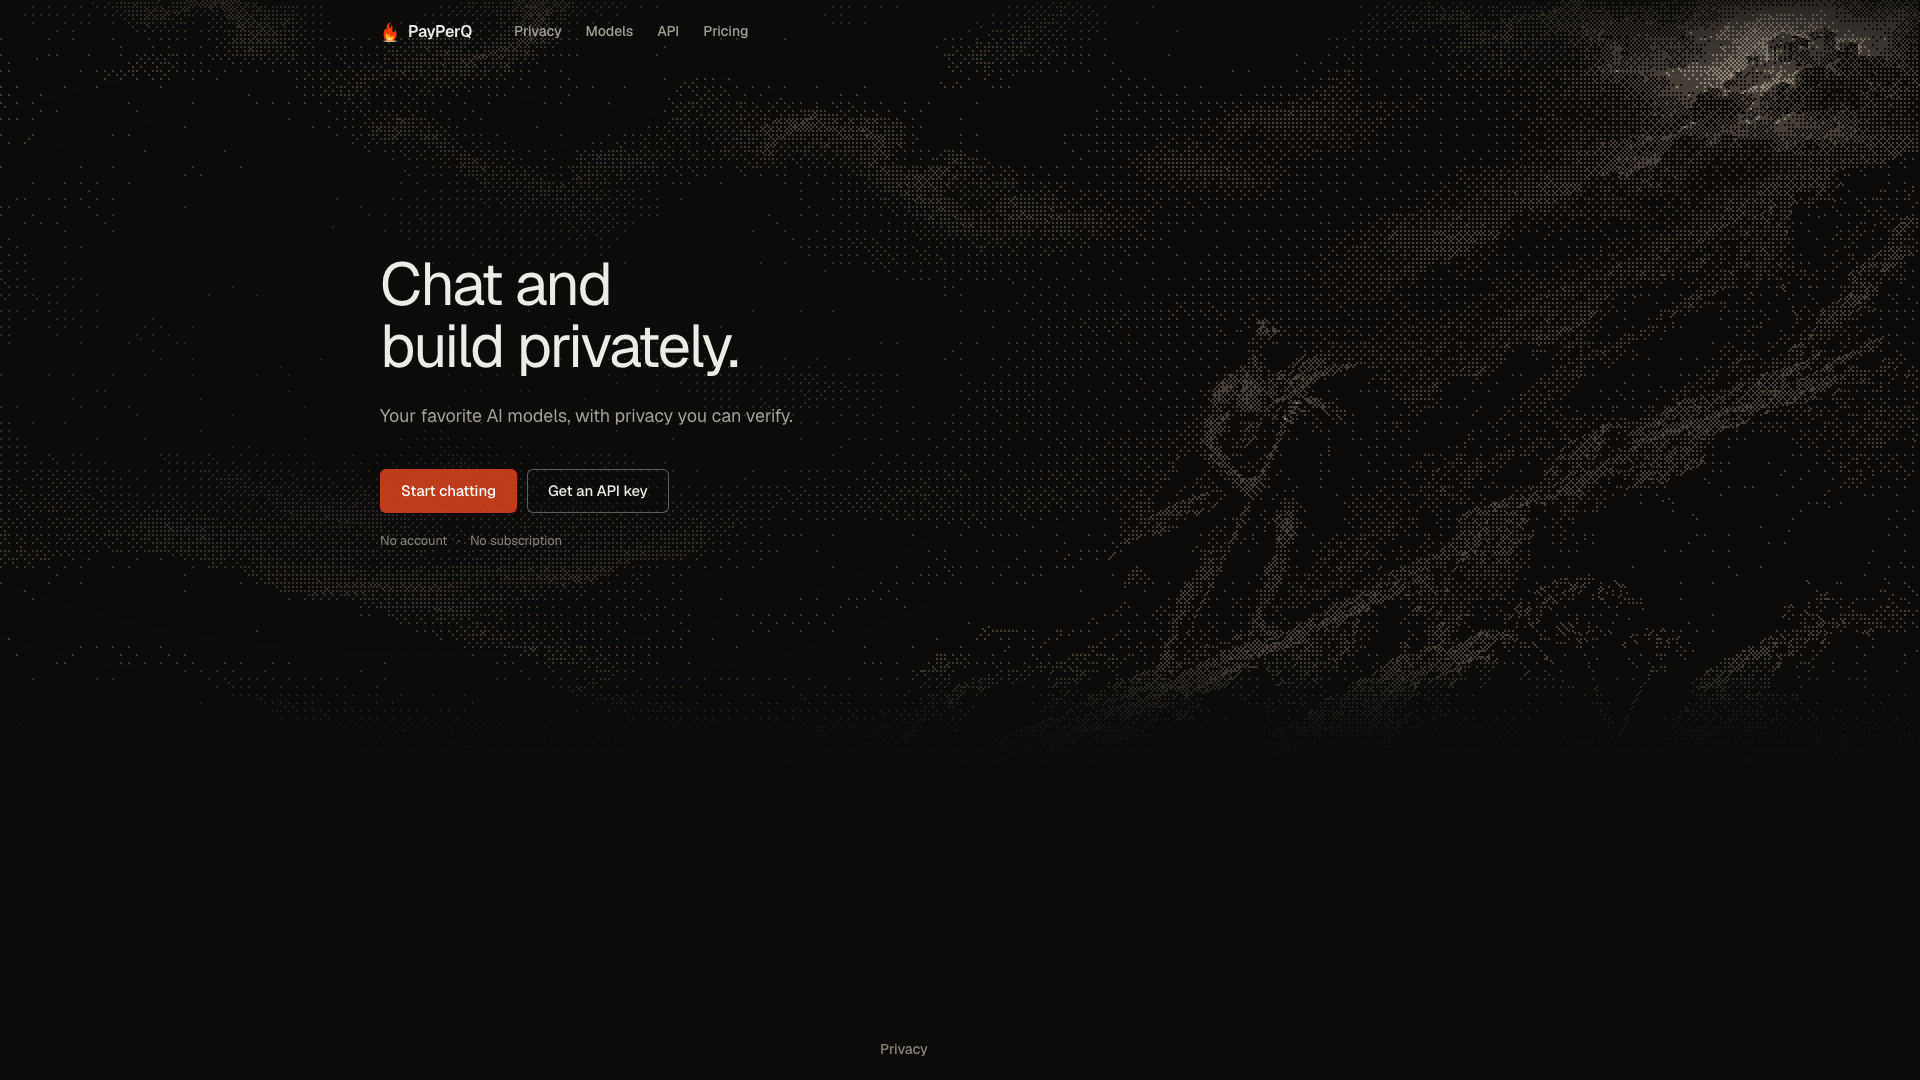 PayPerQ
Privacy
Models
API
Pricing
Chat and
build privately.
Your favorite AI models, with privacy you can verify.
Start chatting
Get an API key
No account · No subscription
Privacy